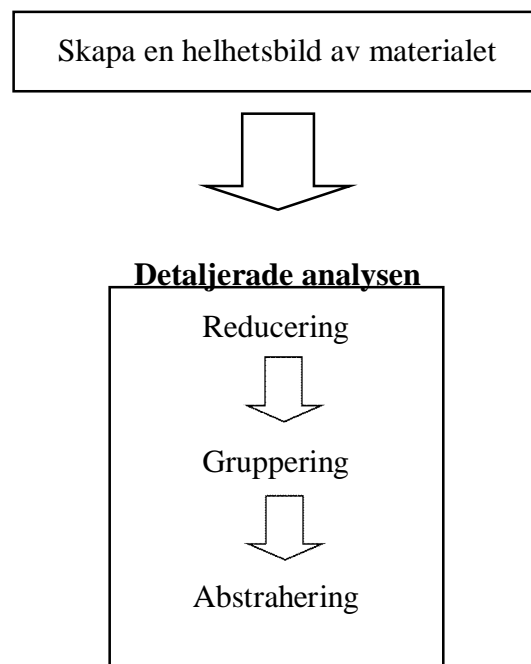 Skapa en helhetsbild av materialet
Detaljerade analysen
Reducering
Gruppering
Abstrahering